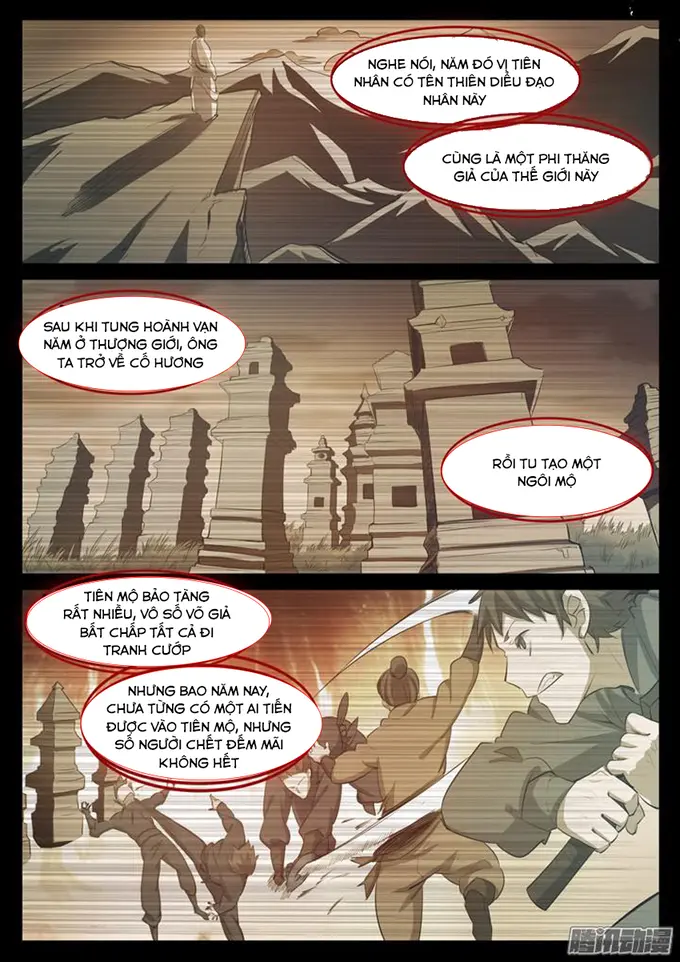 NGHE NÓI, NĂM ĐÓ VỊ TIÊN
NHÂN CÓ TÊN THIÊN DIỄU ĐẠO
NHÂN NÀY
CŨNG LÀ MỘT PHI THĂNG
GIẢ CỦA THẾ GIỚI NÀY
SAU KHI TUNG HOÀNH VẠN
NĂM Ở THƯỢNG GIỚI, ÔNG
TA TRỞ VỀ CỐ HƯƠNG
RỒI TU TẠO MỘT
NGÔI MỘ
TIÊN MỘ BẢO TÀNG
RẤT NHIỀU, VÔ SỐ VÕ GIẢ
BẤT CHẤP TẤT CẢ ĐI
TRANH CƯỚP
NHƯNG BAO NĂM NAY,
CHƯA TỪNG CÓ MỘT AI TIẾN
ĐƯỢC VÀO TIÊN MỘ, NHƯNG
SỐ NGƯỜI CHẾT ĐẾM MÃI
KHÔNG HẾT
腾讯动漫